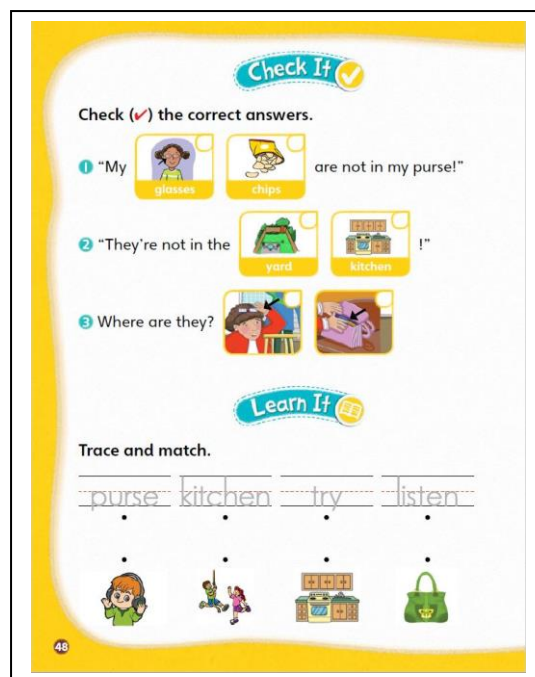 Check It
Check (✔) the correct answers.
1 "My glasses chips are not in my purse!"
2 "They're not in the yard kitchen !"
3 Where are they?
Learn It
Trace and match.
purse kitchen try listen
48